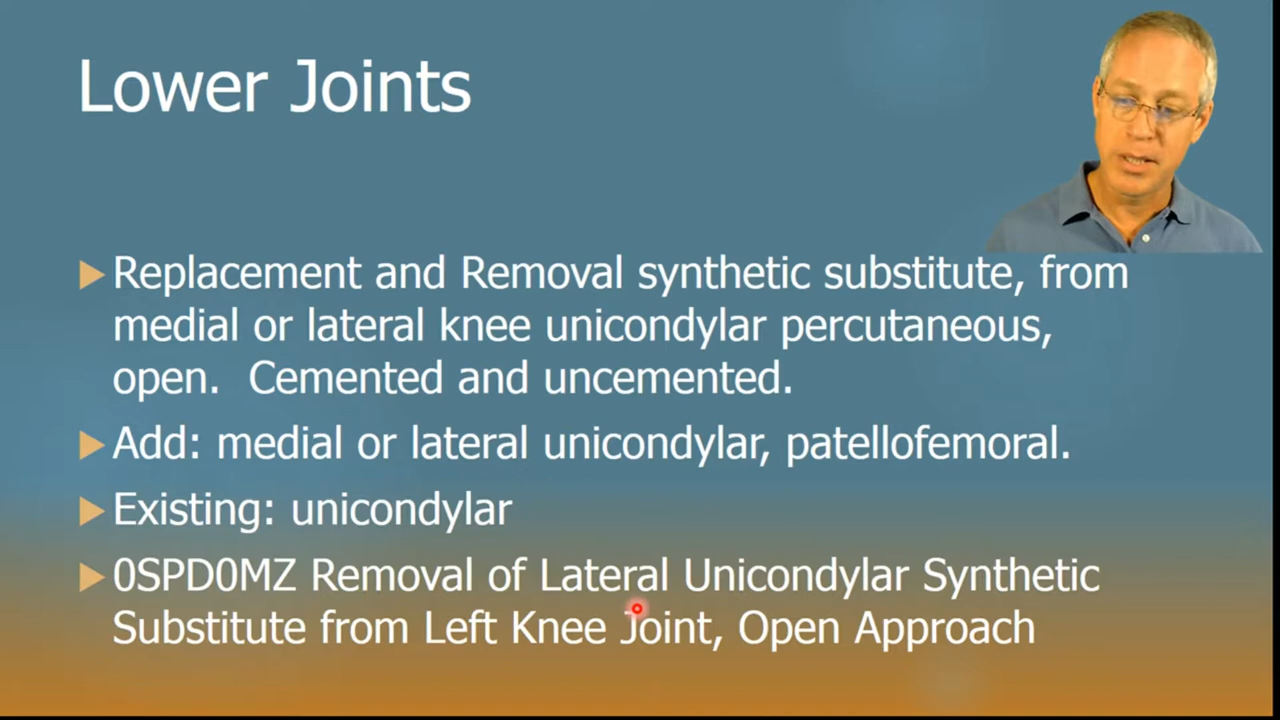 Lower Joints
Replacement and Removal synthetic substitute, from
medial or lateral knee unicondylar percutaneous,
open.  Cemented and uncemented.
Add: medial or lateral unicondylar, patellofemoral.
Existing: unicondylar
0SPD0MZ Removal of Lateral Unicondylar Synthetic
Substitute from Left Knee Joint, Open Approach